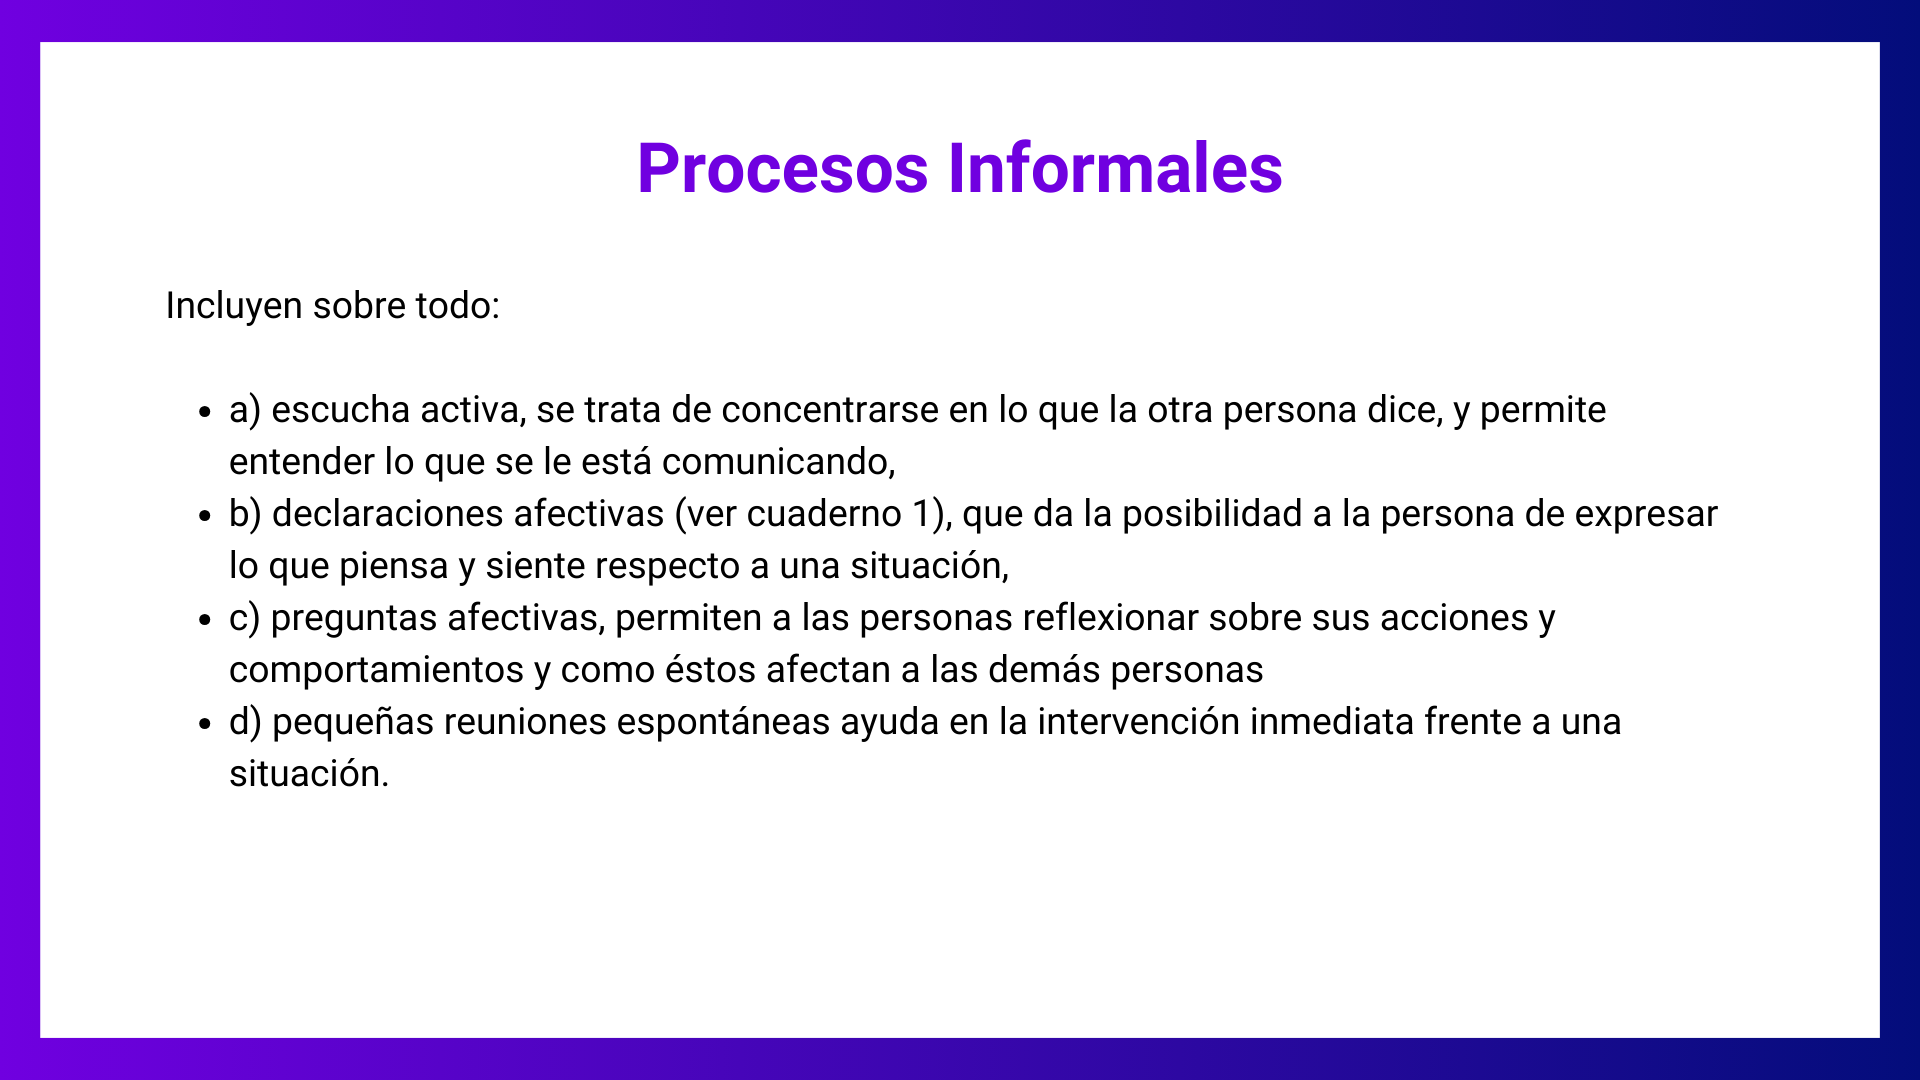 Procesos Informales
Incluyen sobre todo:
• a) escucha activa, se trata de concentrarse en lo que la otra persona dice, y permite
entender lo que se le está comunicando,
• b) declaraciones afectivas (ver cuaderno 1), que da la posibilidad a la persona de expresar
lo que piensa y siente respecto a una situación,
• c) preguntas afectivas, permiten a las personas reflexionar sobre sus acciones y
comportamientos y como éstos afectan a las demás personas
• d) pequeñas reuniones espontáneas ayuda en la intervención inmediata frente a una
situación.